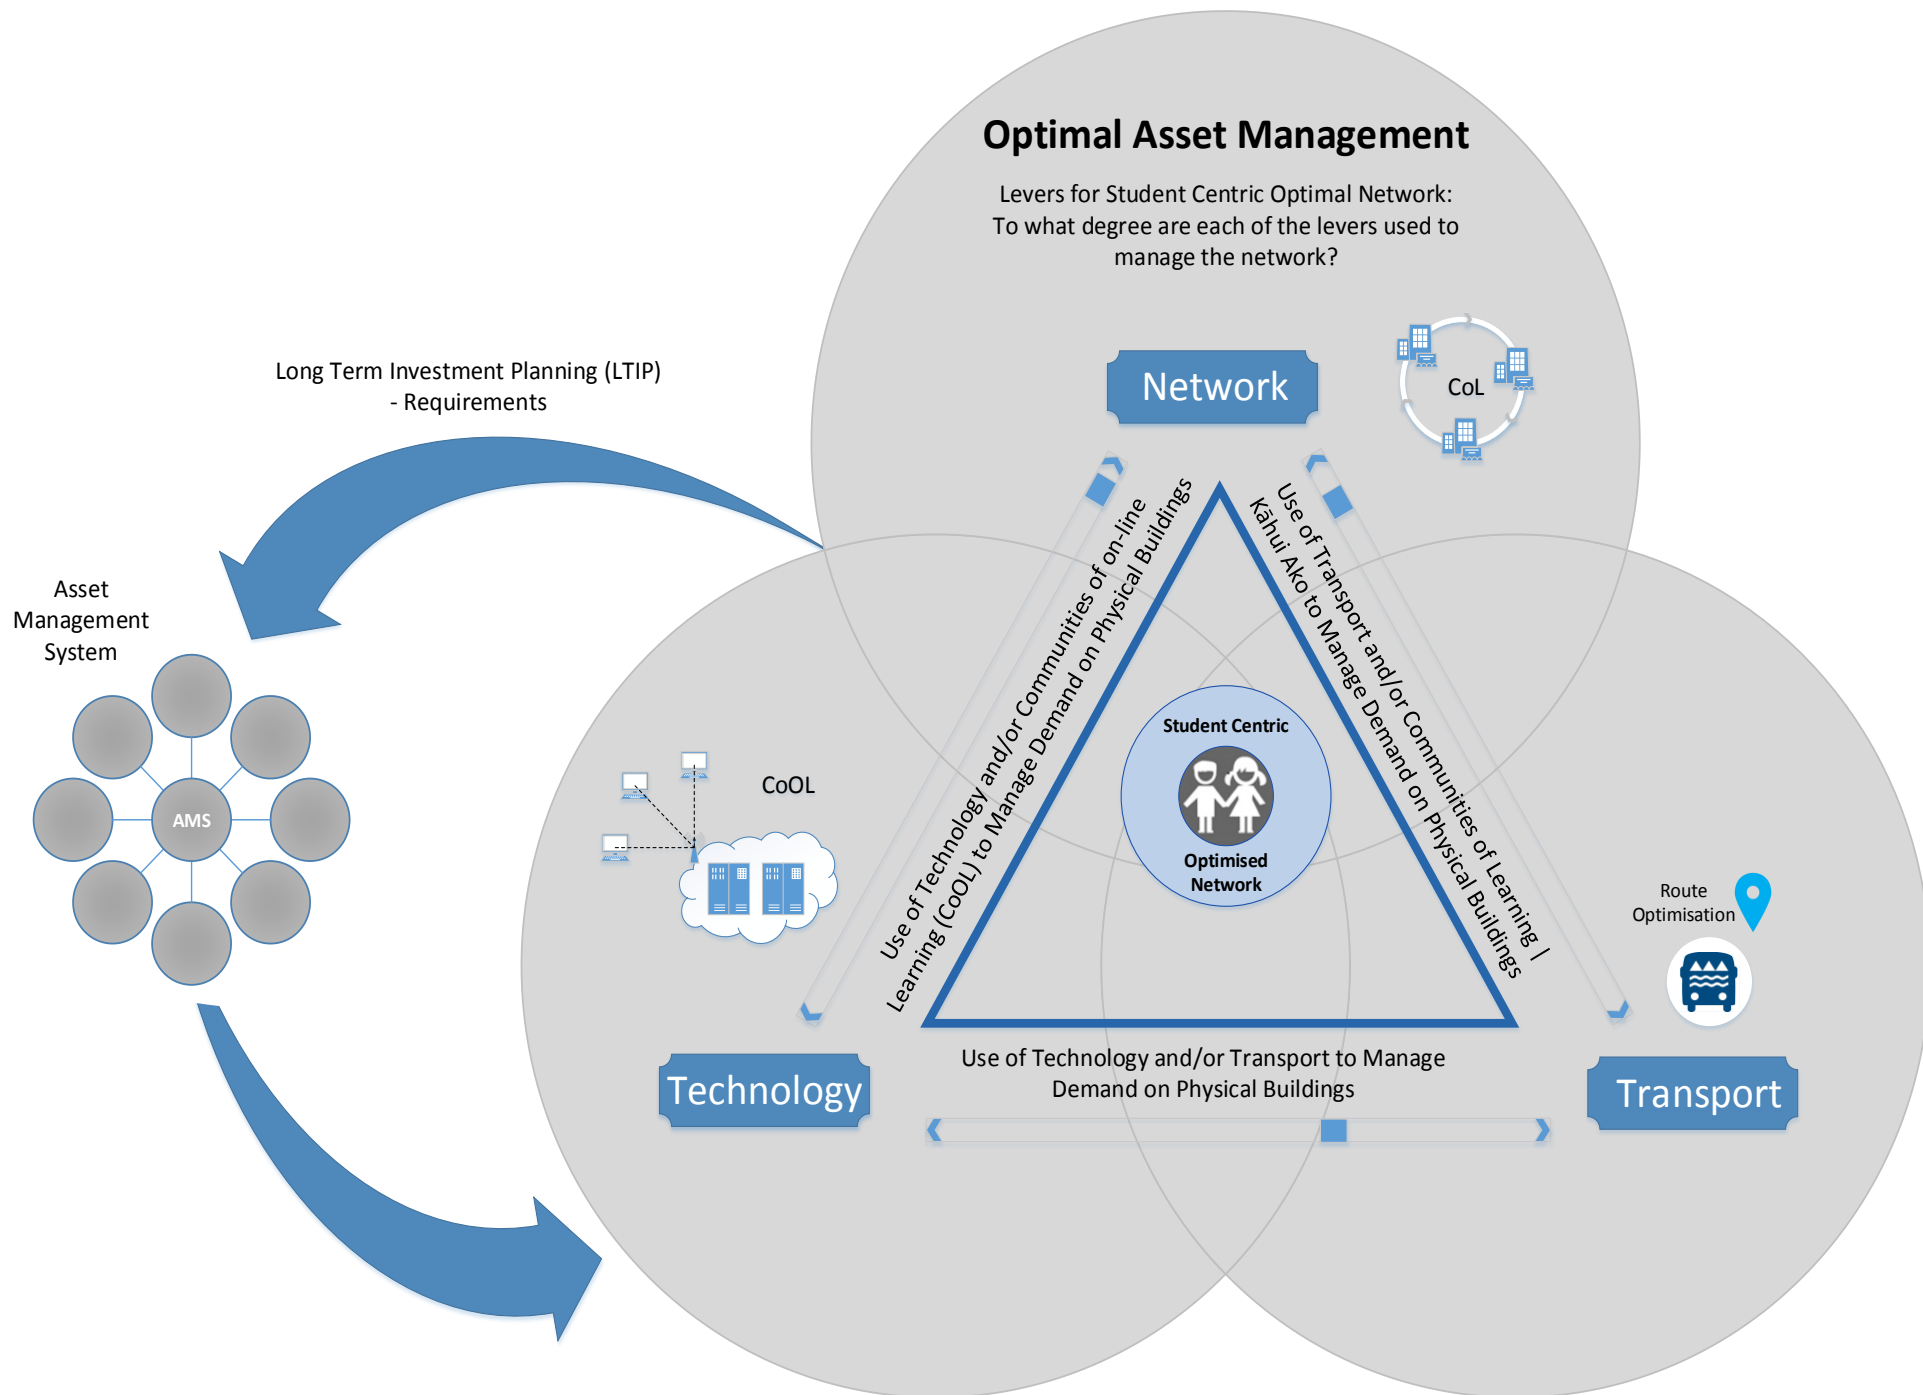 Optimal Asset Management
Levers for Student Centric Optimal Network:
To what degree are each of the levers used to
manage the network?
Long Term Investment Planning (LTIP)
- Requirements
Network
CoL
Asset
Management
System
AMS
Use of Technology and/or Communities of on-line
Learning (CoOL) to Manage Demand on Physical Buildings
Use of Transport and/or Communities of Learning |
Kāhui Ako to Manage Demand on Physical Buildings
Student Centric
Optimised
Network
CoOL
Route
Optimisation
Technology
Use of Technology and/or Transport to Manage
Demand on Physical Buildings
Transport